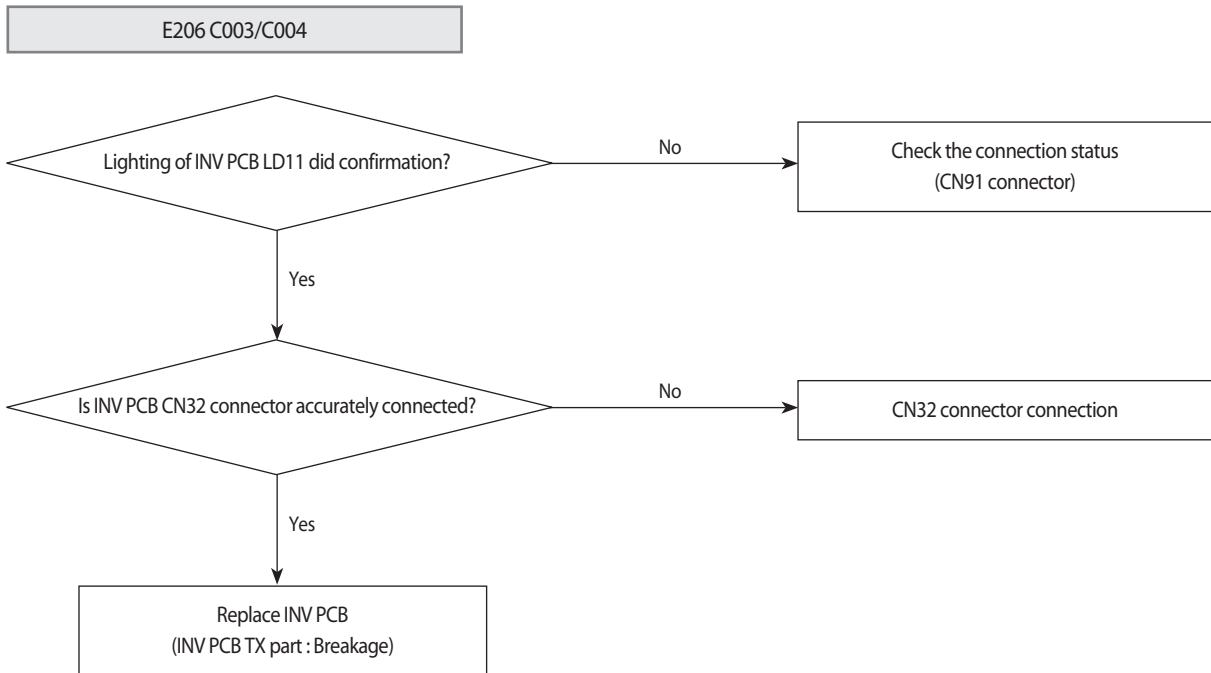 E206 C003/C004
Lighting of INV PCB LD11 did confirmation?
No
Check the connection status
(CN91 connector)
Yes
Is INV PCB CN32 connector accurately connected?
No
CN32 connector connection
Yes
Replace INV PCB
(INV PCB TX part : Breakage)